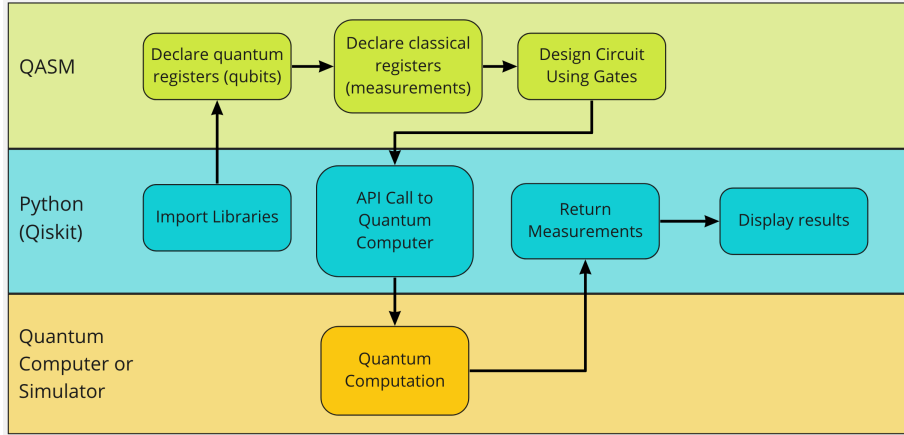 QASM
Declare quantum
registers (qubits)
Declare classical
registers
(measurements)
Design Circuit
Using Gates
Python
(Qiskit)
Import Libraries
API Call to
Quantum
Computer
Return
Measurements
Display results
Quantum
Computer or
Simulator
Quantum
Computation